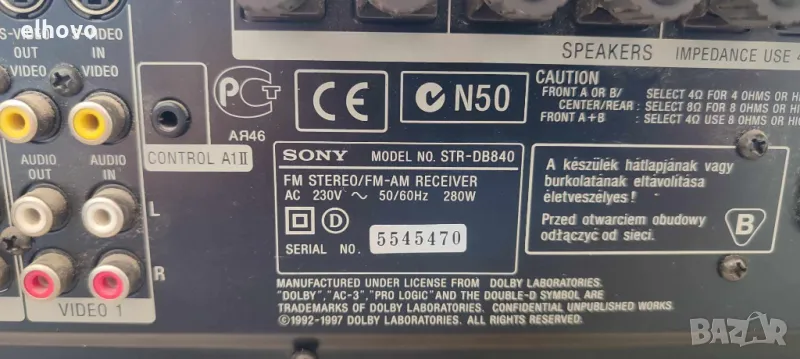 elhovo
S-VIDEO OUT
S-VIDEO IN
VIDEO
VIDEO
SPEAKERS IMPEDANCE USE 4
РСТ
АЯ46
CE
N50
CAUTION
FRONT A OR B/
CENTER/REAR : SELECT 4Ω FOR 4 OHMS OR HI
SELECT 8Ω FOR 8 OHMS OR HI
FRONT A+B : SELECT 4Ω USE 8 OHMS OR HI
CONTROL A1II
AUDIO OUT
AUDIO IN
L
R
VIDEO 1
SONY MODEL NO. STR-DB840
FM STEREO/FM-AM RECEIVER
AC 230V ~ 50/60Hz 280W
D
SERIAL NO. 5545470
A készülék hátlapjának vagy
burkolatának eltávolítása
életveszélyes!
Przed otwarciem obudowy
odłączyć od sieci.
B
MANUFACTURED UNDER LICENSE FROM DOLBY LABORATORIES.
"DOLBY","AC-3","PRO LOGIC"AND THE DOUBLE-D SYMBOL ARE
TRADEMARKS OF DOLBY LABORATORIES. CONFIDENTIAL UNPUBLISHED WORKS.
©1992-1997 DOLBY LABORATORIES. ALL RIGHTS RESERVED.
BAZAR